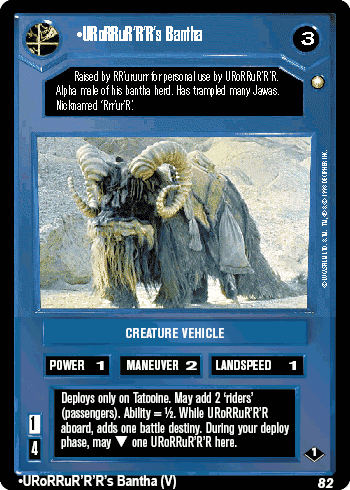 •URoRRuR'R'R's Bantha
3
Raised by RR'uruurr for personal use by URoRRuR'R'R.
Alpha male of his bantha herd. Has trampled many Jawas.
Nicknamed 'Rrr'ur'R'.
CREATURE VEHICLE
POWER 1
MANEUVER 2
LANDSPEED 1
Deploys only on Tatooine. May add 2 'riders'
(passengers). Ability = ½. While URoRRuR'R'R
aboard, adds one battle destiny. During your deploy
phase, may ▼ one URoRRuR'R'R here.
1
4
1
•URoRRuR'R'R's Bantha (V)
82